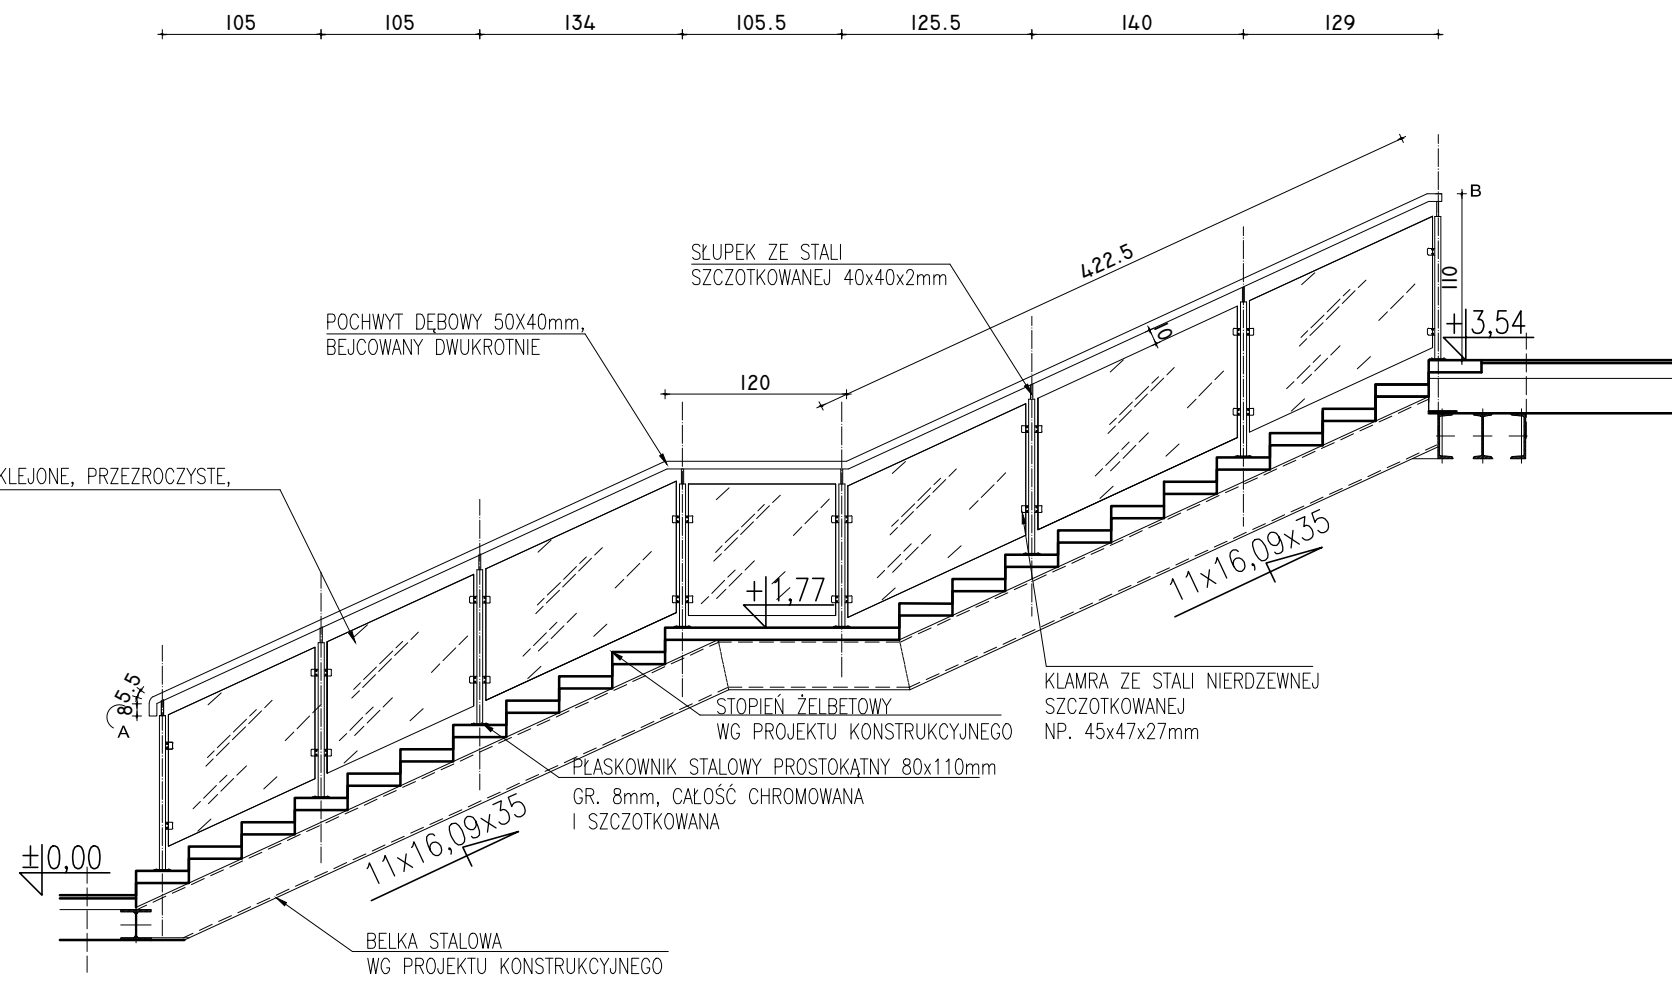 105
105
134
105.5
125.5
140
129
B
422.5
110
SŁUPEK ZE STALI
SZCZOTKOWANEJ 40x40x2mm
+3,54
10
POCHWYT DĘBOWY 50X40mm,
BEJCOWANY DWUKROTNIE
120
KLEJONE, PRZEZROCZYSTE,
11x16,09x35
+1,77
5.5
8
A
KLAMRA ZE STALI NIERDZEWNEJ
SZCZOTKOWANEJ
NP. 45x47x27mm
STOPIEŃ ŻELBETOWY
WG PROJEKTU KONSTRUKCYJNEGO
PŁASKOWNIK STALOWY PROSTOKĄTNY 80x110mm
GR. 8mm, CAŁOŚĆ CHROMOWANA
I SZCZOTKOWANA
11x16,09x35
±0,00
BELKA STALOWA
WG PROJEKTU KONSTRUKCYJNEGO